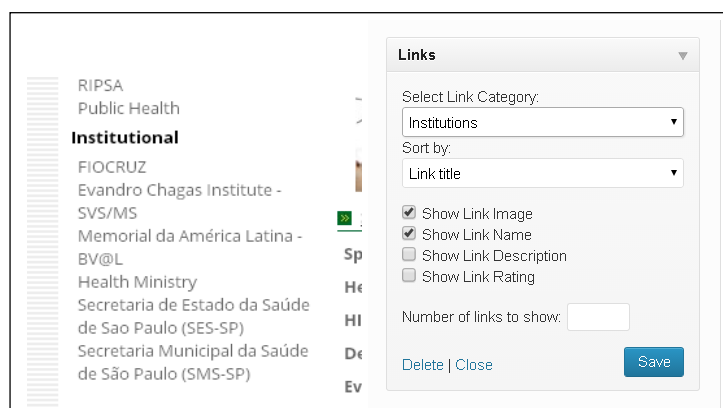 RIPSA
Public Health
Institutional
FIOCRUZ
Evandro Chagas Institute -
SVS/MS
Memorial da América Latina -
BV@L
Health Ministry
Secretaria de Estado da Saúde
de Sao Paulo (SES-SP)
Secretaria Municipal da Saúde
de São Paulo (SMS-SP)
Sp
He
HI
De
Ev
Links
Select Link Category:
Institutions
Sort by:
Link title
Show Link Image
Show Link Name
Show Link Description
Show Link Rating
Number of links to show:
Delete | Close
Save